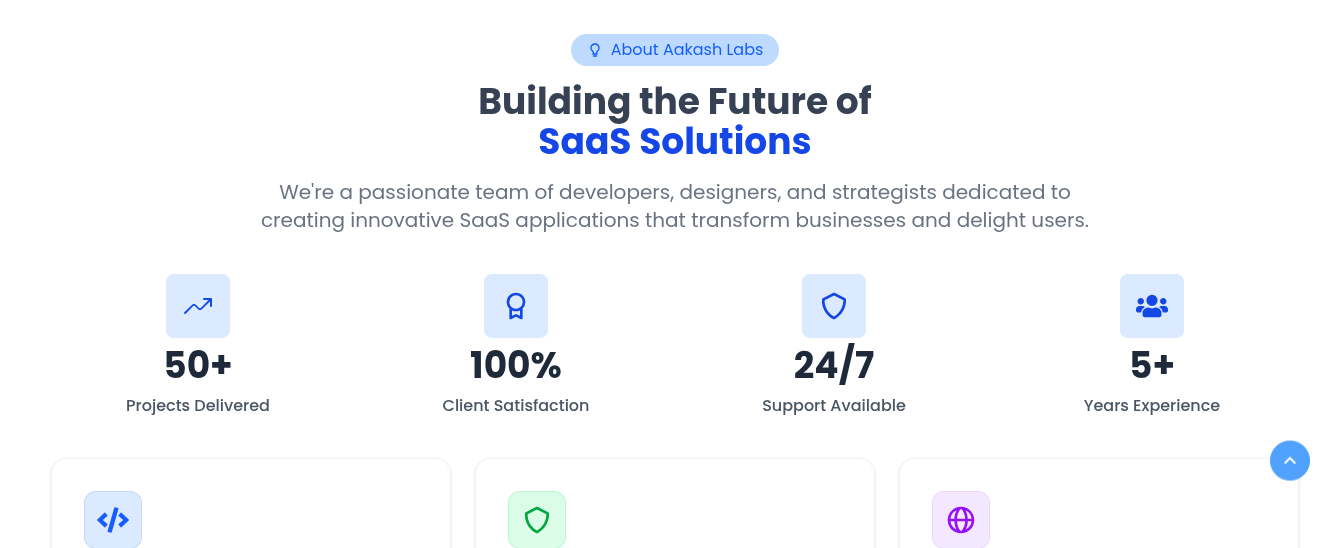 About Aakash Labs
Building the Future of
SaaS Solutions
We're a passionate team of developers, designers, and strategists dedicated to
creating innovative SaaS applications that transform businesses and delight users.
50+
100%
24/7
5+
Projects Delivered
Client Satisfaction
Support Available
Years Experience